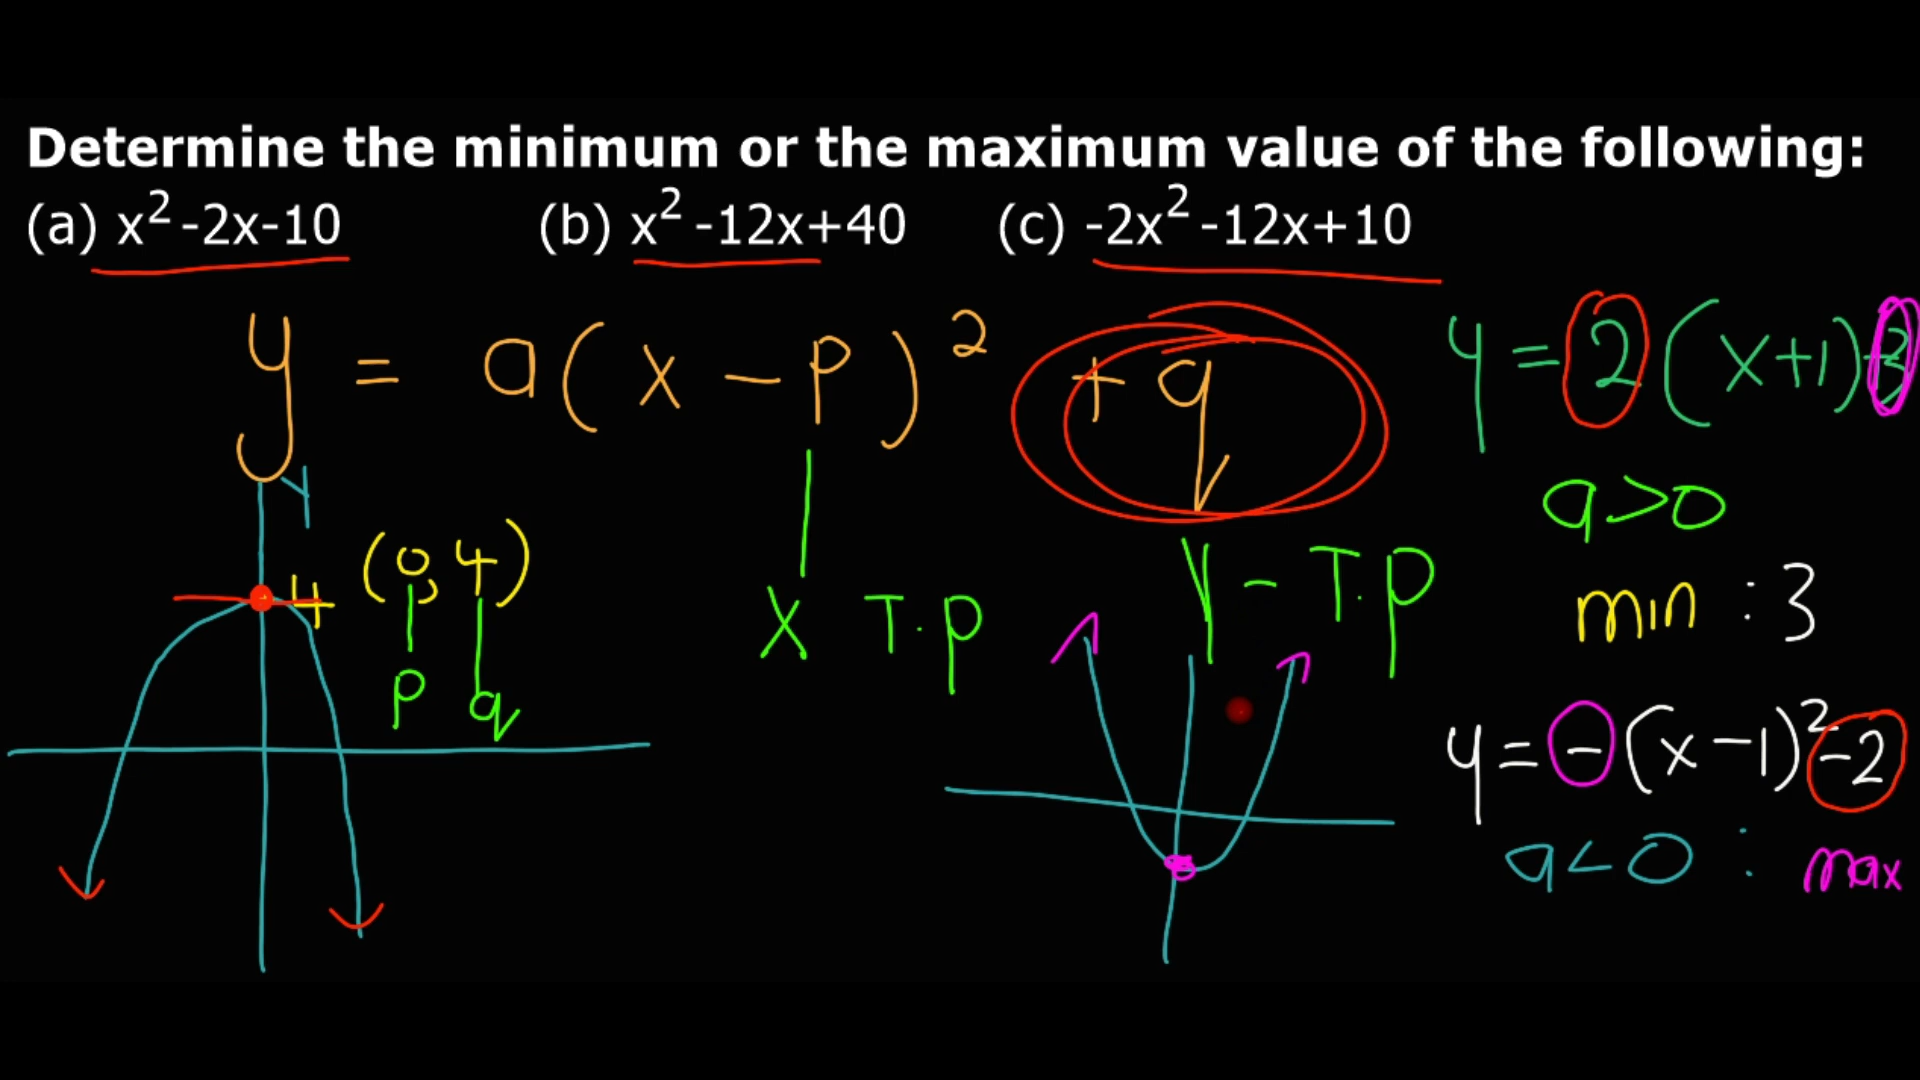 Determine the minimum or the maximum value of the following:
(a) x² -2x-10 (b) x² -12x+40 (c) -2x² -12x+10
y = a(x - p)² + q
y = 2(x+1)
y
a>0
(0, 4)
4
x T.p
y - T.p
min : 3
p q
y = -(x-1)² -2
a<0 : max